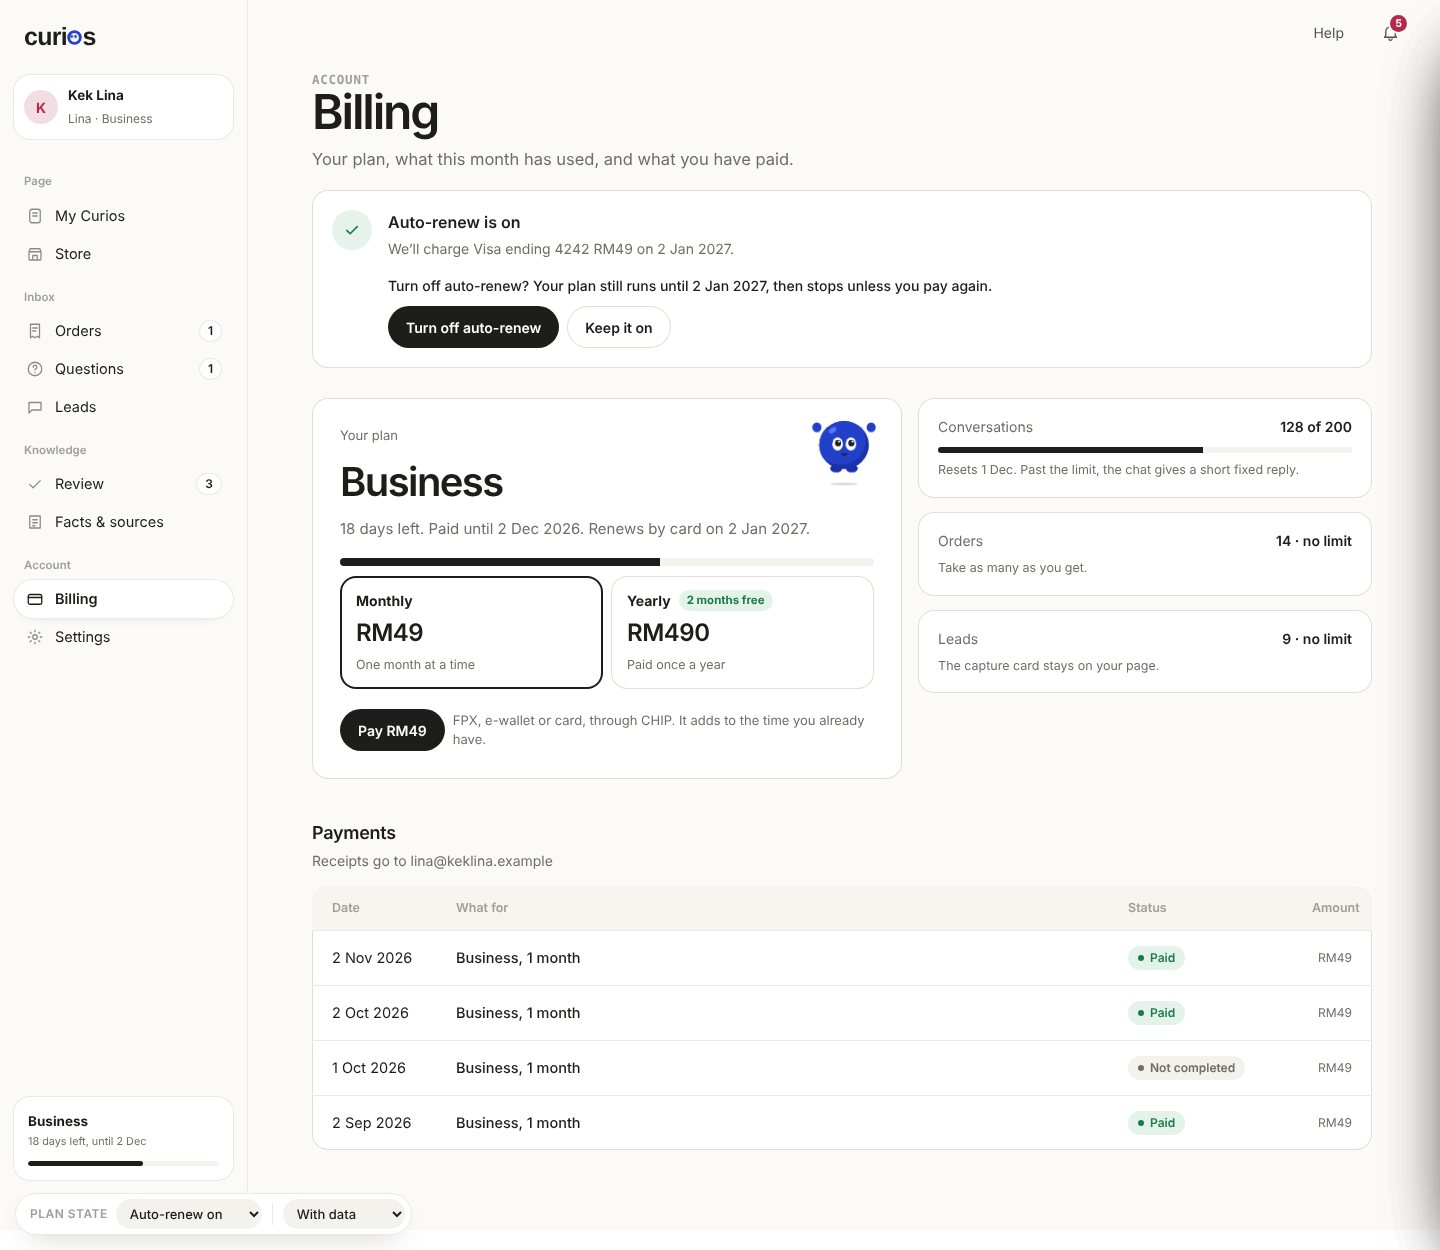 curios
Kek Lina
Lina · Business
Page
My Curios
Store
Inbox
Orders 1
Questions 1
Leads
Knowledge
Review 3
Facts & sources
Account
Billing
Settings
Business
18 days left, until 2 Dec
PLAN STATE Auto-renew on With data
Help 5
ACCOUNT
Billing
Your plan, what this month has used, and what you have paid.
Auto-renew is on
We’ll charge Visa ending 4242 RM49 on 2 Jan 2027.
Turn off auto-renew? Your plan still runs until 2 Jan 2027, then stops unless you pay again.
Turn off auto-renew Keep it on
Your plan
Business
18 days left. Paid until 2 Dec 2026. Renews by card on 2 Jan 2027.
Monthly
RM49
One month at a time
Yearly 2 months free
RM490
Paid once a year
Pay RM49
FPX, e-wallet or card, through CHIP. It adds to the time you already
have.
Conversations 128 of 200
Resets 1 Dec. Past the limit, the chat gives a short fixed reply.
Orders 14 · no limit
Take as many as you get.
Leads 9 · no limit
The capture card stays on your page.
Payments
Receipts go to lina@keklina.example
Date What for Status Amount
2 Nov 2026 Business, 1 month Paid RM49
2 Oct 2026 Business, 1 month Paid RM49
1 Oct 2026 Business, 1 month Not completed RM49
2 Sep 2026 Business, 1 month Paid RM49
K